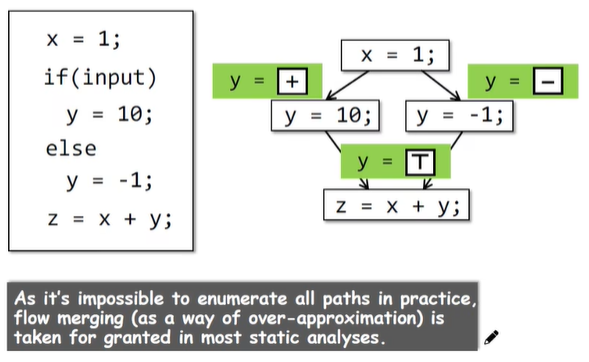 x = 1;
if(input)
y = 10;
else
y = -1;
z = x + y;
x = 1;
y = +
y = -
y = 10;
y = -1;
y = ⊤
z = x + y;
As it's impossible to enumerate all paths in practice,
flow merging (as a way of over-approximation) is
taken for granted in most static analyses.